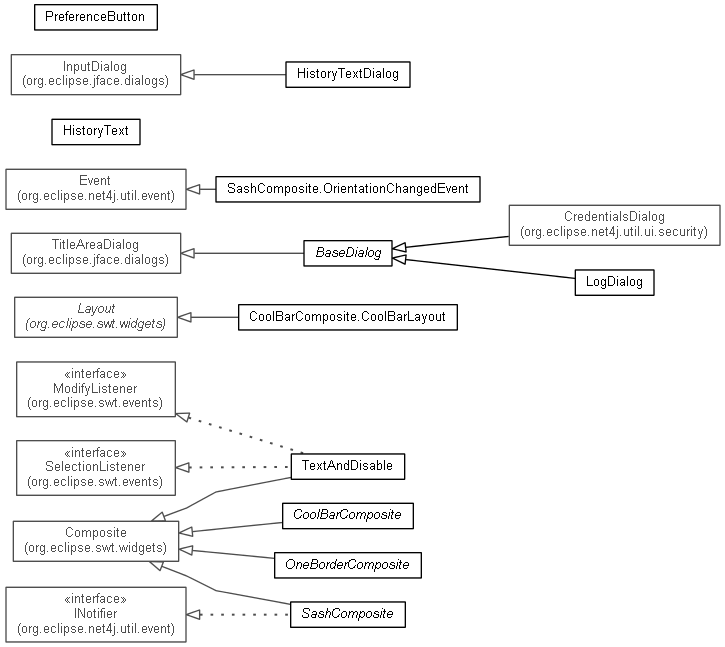 PreferenceButton
InputDialog
(org.eclipse.jface.dialogs)
HistoryTextDialog
HistoryText
Event
(org.eclipse.net4j.util.event)
SashComposite.OrientationChangedEvent
CredentialsDialog
(org.eclipse.net4j.util.ui.security)
TitleAreaDialog
(org.eclipse.jface.dialogs)
BaseDialog
LogDialog
Layout
(org.eclipse.swt.widgets)
CoolBarComposite.CoolBarLayout
«interface»
ModifyListener
(org.eclipse.swt.events)
«interface»
SelectionListener
(org.eclipse.swt.events)
TextAndDisable
CoolBarComposite
Composite
(org.eclipse.swt.widgets)
OneBorderComposite
«interface»
INotifier
(org.eclipse.net4j.util.event)
SashComposite